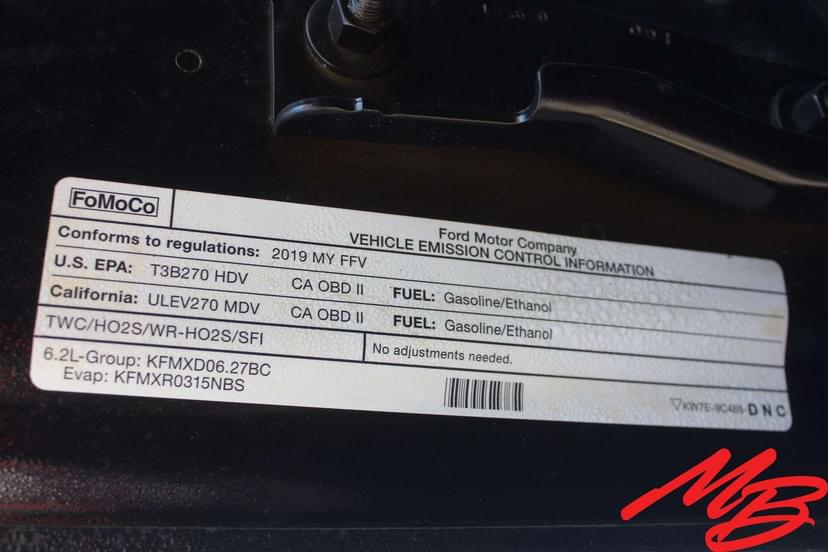 FoMoCo
Ford Motor Company
VEHICLE EMISSION CONTROL INFORMATION
Conforms to regulations: 2019 MY FFV
U.S. EPA: T3B270 HDV CA OBD II FUEL: Gasoline/Ethanol
California: ULEV270 MDV CA OBD II FUEL: Gasoline/Ethanol
TWC/HO2S/WR-HO2S/SFI
No adjustments needed.
6.2L-Group: KFMXD06.27BC
Evap: KFMXR0315NBS
KW7E-9C485-DNC
MB